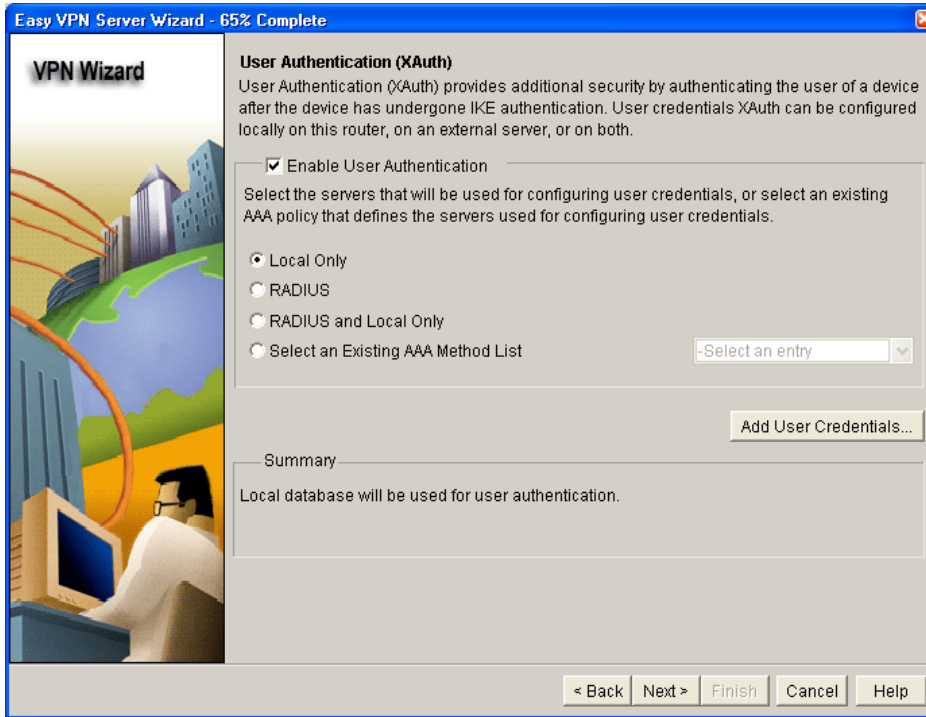 Easy VPN Server Wizard - 65% Complete
VPN Wizard
User Authentication (XAuth)
User Authentication (XAuth) provides additional security by authenticating the user of a device
after the device has undergone IKE authentication. User credentials XAuth can be configured
locally on this router, on an external server, or on both.
Enable User Authentication
Select the servers that will be used for configuring user credentials, or select an existing
AAA policy that defines the servers used for configuring user credentials.
Local Only
RADIUS
RADIUS and Local Only
Select an Existing AAA Method List
-Select an entry
Add User Credentials...
Summary
Local database will be used for user authentication.
< Back
Next >
Finish
Cancel
Help